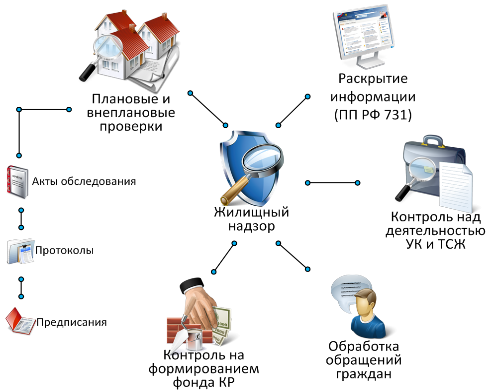 Плановые и
внеплановые
проверки
Раскрытие
информации
(ПП РФ 731)
Акты обследования
Протоколы
Предписания
Жилищный
надзор
Контроль над
деятельностью
УК и ТСЖ
Контроль на
формированием
фонда КР
Обработка
обращений
граждан